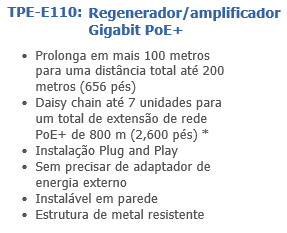 TPE-E110: Regenerador/amplificador
Gigabit PoE+
• Prolonga em mais 100 metros
para uma distância total até 200
metros (656 pés)
• Daisy chain até 7 unidades para
um total de extensão de rede
PoE+ de 800 m (2,600 pés) *
• Instalação Plug and Play
• Sem precisar de adaptador de
energia externo
• Instalável em parede
• Estrutura de metal resistente